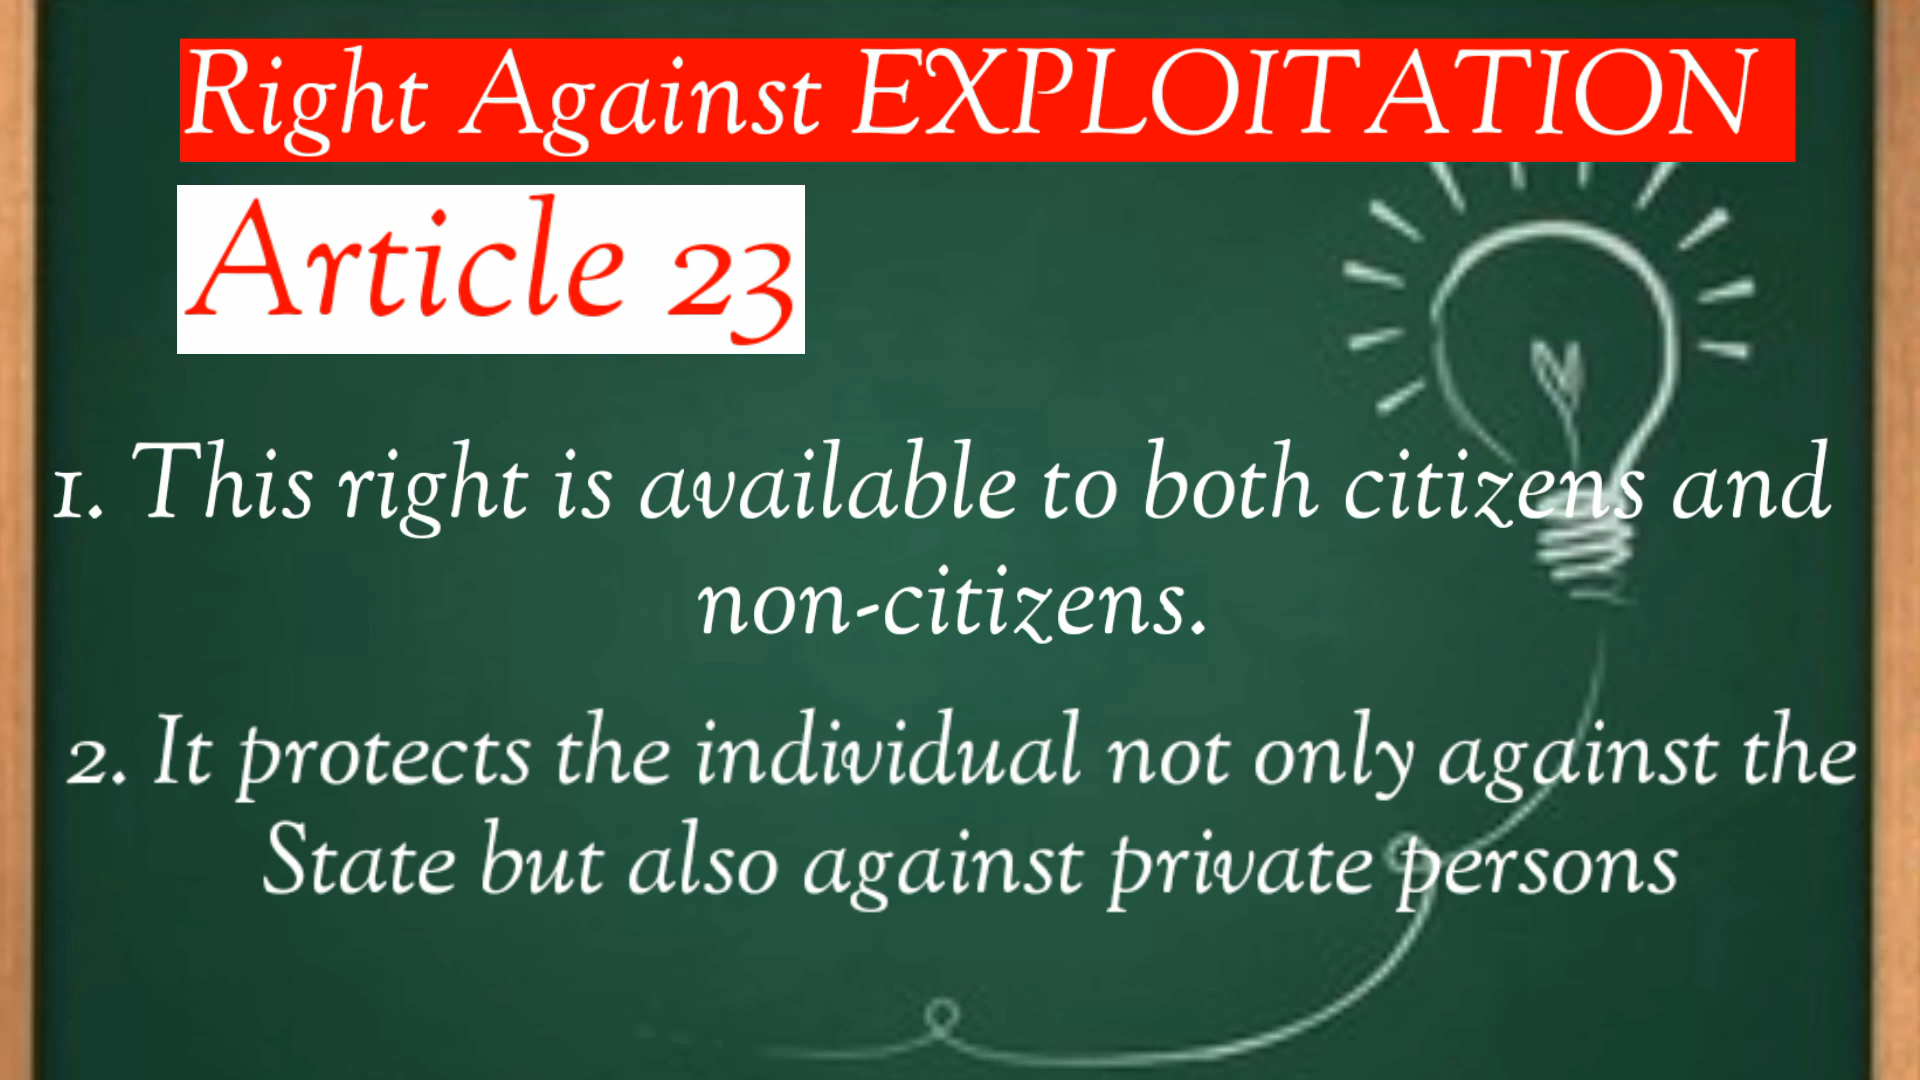 Right Against EXPLOITATION
Article 23
1. This right is available to both citizens and
non-citizens.
2. It protects the individual not only against the
State but also against private persons